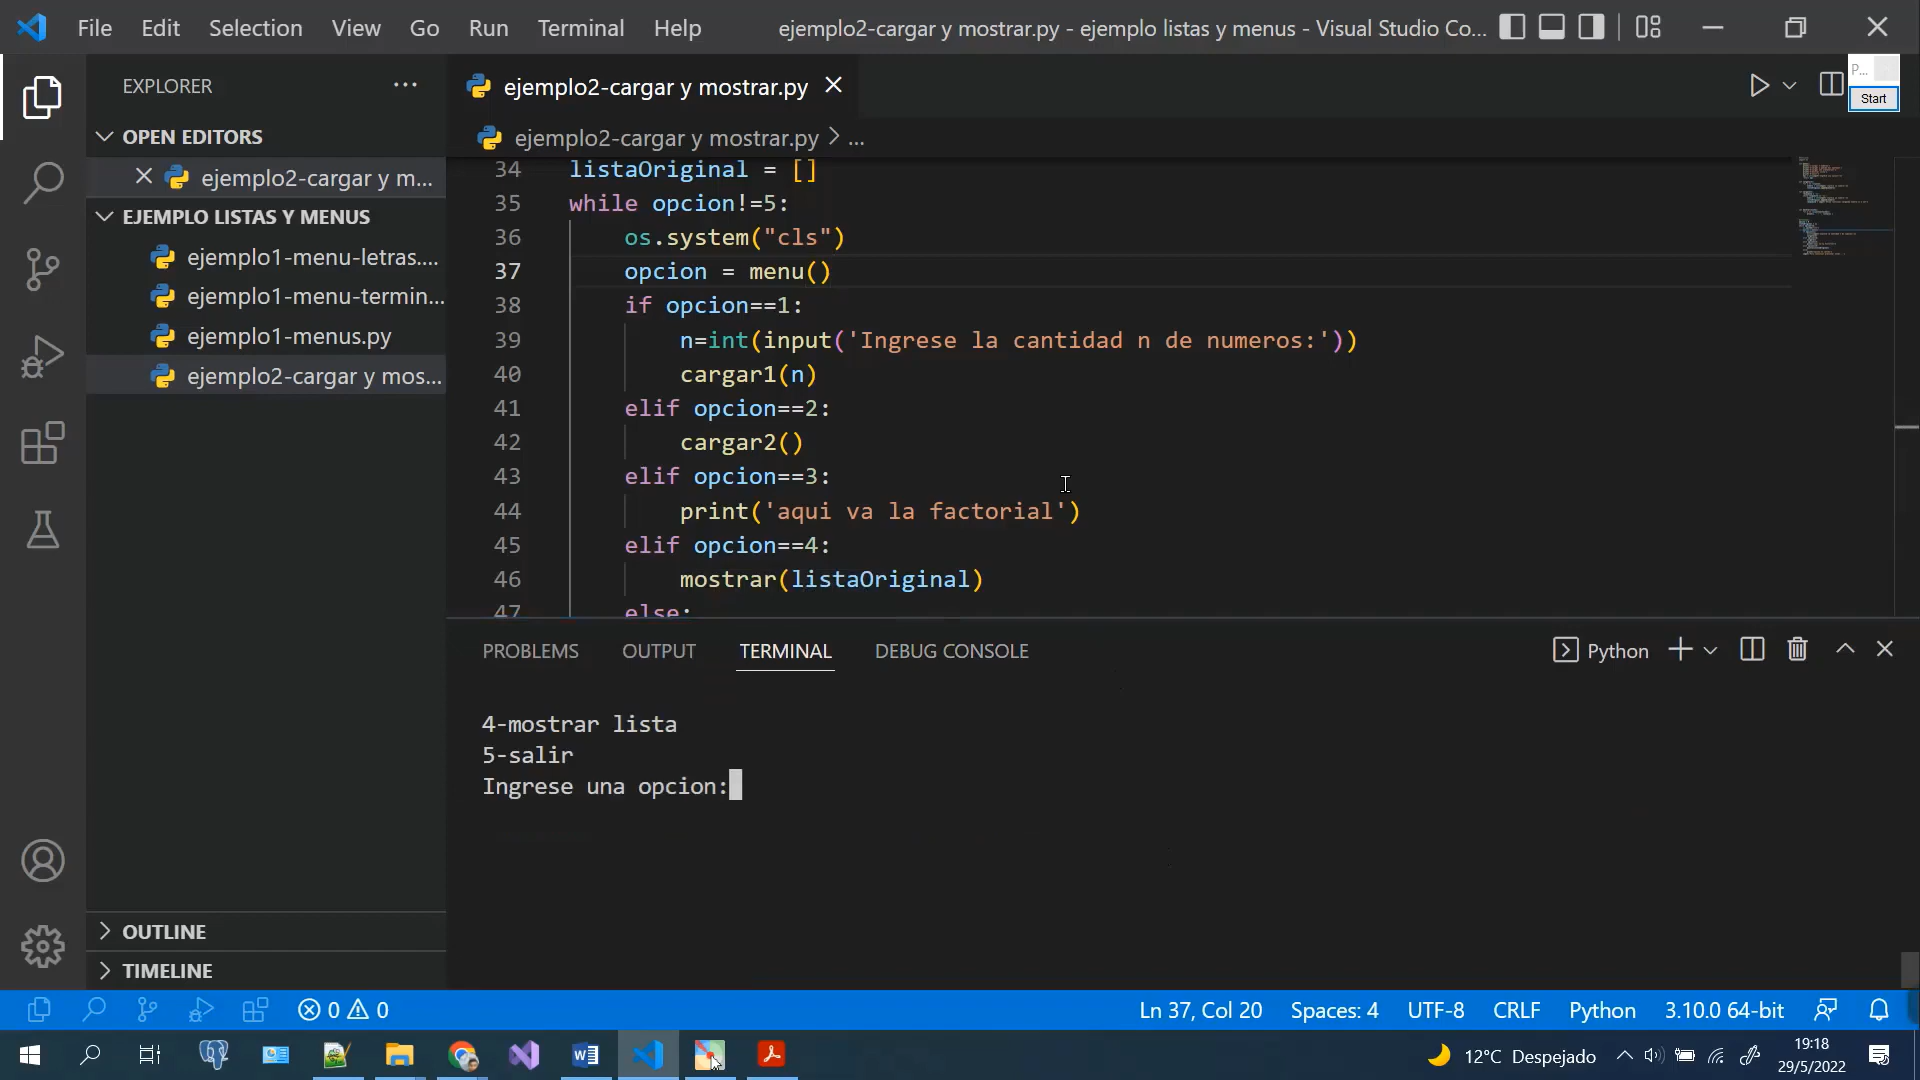 File Edit Selection View Go Run Terminal Help
ejemplo2-cargar y mostrar.py - ejemplo listas y menus - Visual Studio Co...
P...
Start
EXPLORER
OPEN EDITORS
ejemplo2-cargar y m...
EJEMPLO LISTAS Y MENUS
ejemplo1-menu-letras....
ejemplo1-menu-termin...
ejemplo1-menus.py
ejemplo2-cargar y mos...
OUTLINE
TIMELINE
ejemplo2-cargar y mostrar.py
ejemplo2-cargar y mostrar.py > ...
34 listaOriginal = []
35 while opcion!=5:
36 os.system("cls")
37 opcion = menu()
38 if opcion==1:
39 n=int(input('Ingrese la cantidad n de numeros:'))
40 cargar1(n)
41 elif opcion==2:
42 cargar2()
43 elif opcion==3:
44 print('aqui va la factorial')
45 elif opcion==4:
46 mostrar(listaOriginal)
47 else:
PROBLEMS OUTPUT TERMINAL DEBUG CONSOLE
Python
4-mostrar lista
5-salir
Ingrese una opcion:
0 0
Ln 37, Col 20 Spaces: 4 UTF-8 CRLF Python 3.10.0 64-bit
12°C Despejado
19:18
29/5/2022